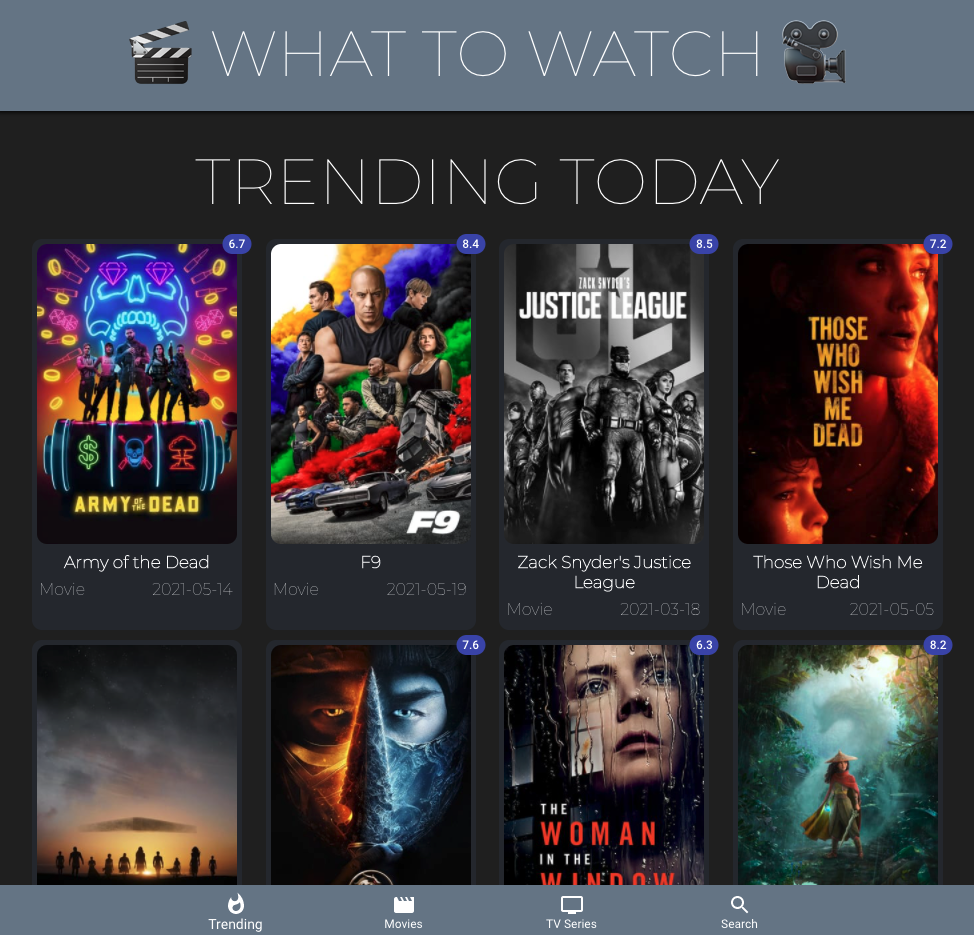 WHAT TO WATCH
TRENDING TODAY
6.7
8.4
8.5
7.2
ZACK SNYDER'S
JUSTICE LEAGUE
THOSE
WHO
WISH
ME
DEAD
ARMY OF THE DEAD
F9
Army of the Dead
F9
Zack Snyder's Justice
League
Those Who Wish Me
Dead
Movie 2021-05-14
Movie 2021-05-19
Movie 2021-03-18
Movie 2021-05-05
7.6
6.3
8.2
THE
WOMAN
IN THE
WINDOW
Trending
Movies
TV Series
Search